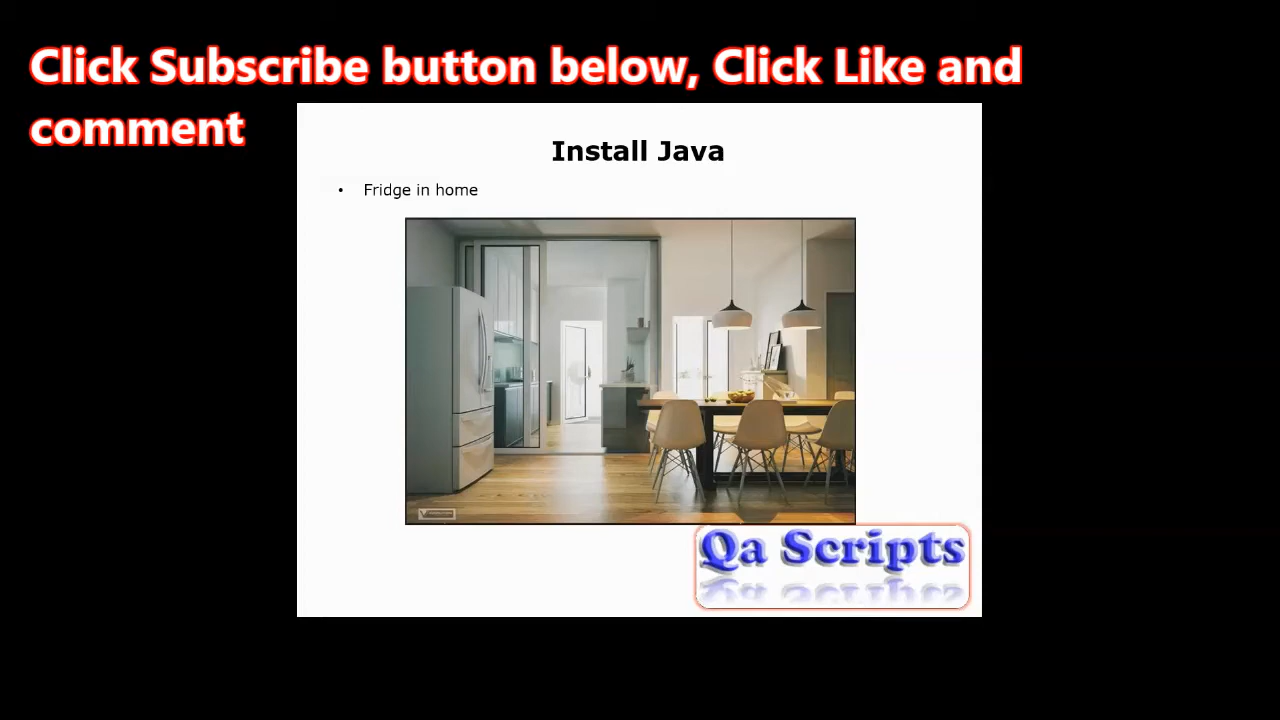 Click Subscribe button below, Click Like and
comment
Install Java
• Fridge in home
Qa Scripts